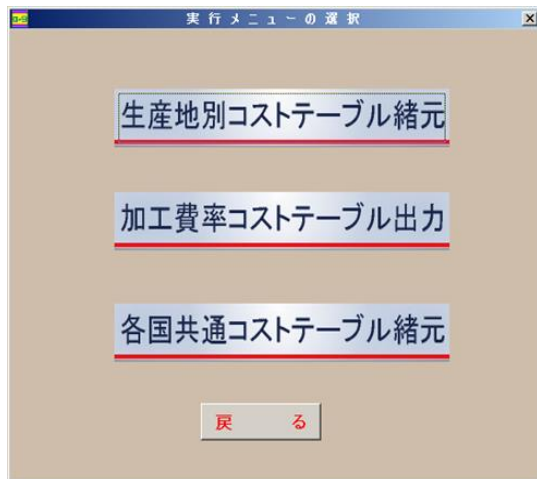 実行メニューの選択
生産地別コストテーブル緒元
加工費率コストテーブル出力
各国共通コストテーブル緒元
戻る